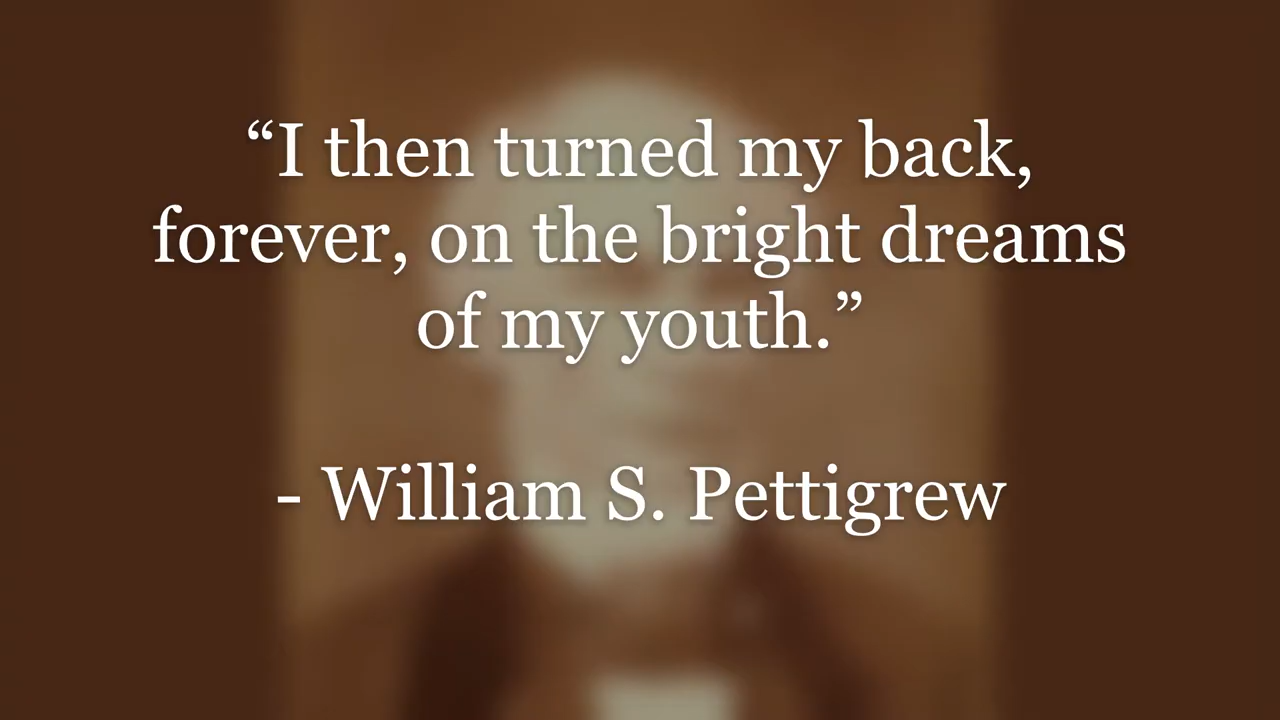 “I then turned my back,
forever, on the bright dreams
of my youth.”
- William S. Pettigrew